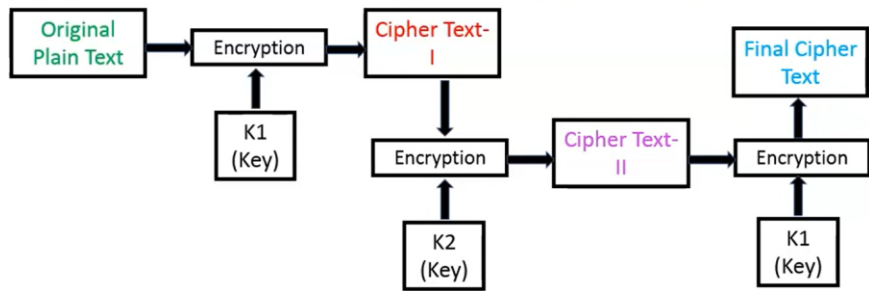 Original
Plain Text
Encryption
Cipher Text-
I
K1
(Key)
Encryption
K2
(Key)
Cipher Text-
II
Final Cipher
Text
Encryption
K1
(Key)